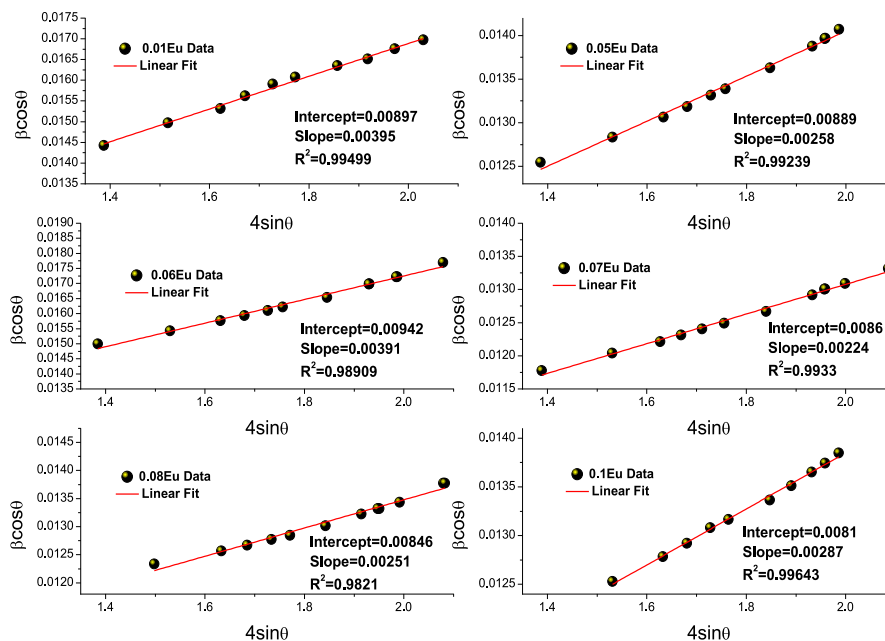 0.0175
0.0170
0.0165
0.0160
0.0155
0.0150
0.0145
0.0140
0.0135
βcosθ
0.01Eu Data
Linear Fit
Intercept=0.00897
Slope=0.00395
R²=0.99499
1.4 1.6 1.8 2.0
4sinθ
0.0140
0.0135
0.0130
0.0125
βcosθ
0.05Eu Data
Linear Fit
Intercept=0.00889
Slope=0.00258
R²=0.99239
1.4 1.6 1.8 2.0
4sinθ
0.0190
0.0185
0.0180
0.0175
0.0170
0.0165
0.0160
0.0155
0.0150
0.0145
0.0140
0.0135
βcosθ
0.06Eu Data
Linear Fit
Intercept=0.00942
Slope=0.00391
R²=0.98909
1.4 1.6 1.8 2.0
4sinθ
0.0140
0.0135
0.0130
0.0125
0.0120
0.0115
βcosθ
0.07Eu Data
Linear Fit
Intercept=0.0086
Slope=0.00224
R²=0.9933
1.4 1.6 1.8 2.0
4sinθ
0.0145
0.0140
0.0135
0.0130
0.0125
0.0120
βcosθ
0.08Eu Data
Linear Fit
Intercept=0.00846
Slope=0.00251
R²=0.9821
1.4 1.6 1.8 2.0
4sinθ
0.0140
0.0135
0.0130
0.0125
βcosθ
0.1Eu Data
Linear Fit
Intercept=0.0081
Slope=0.00287
R²=0.99643
1.4 1.6 1.8 2.0
4sinθ